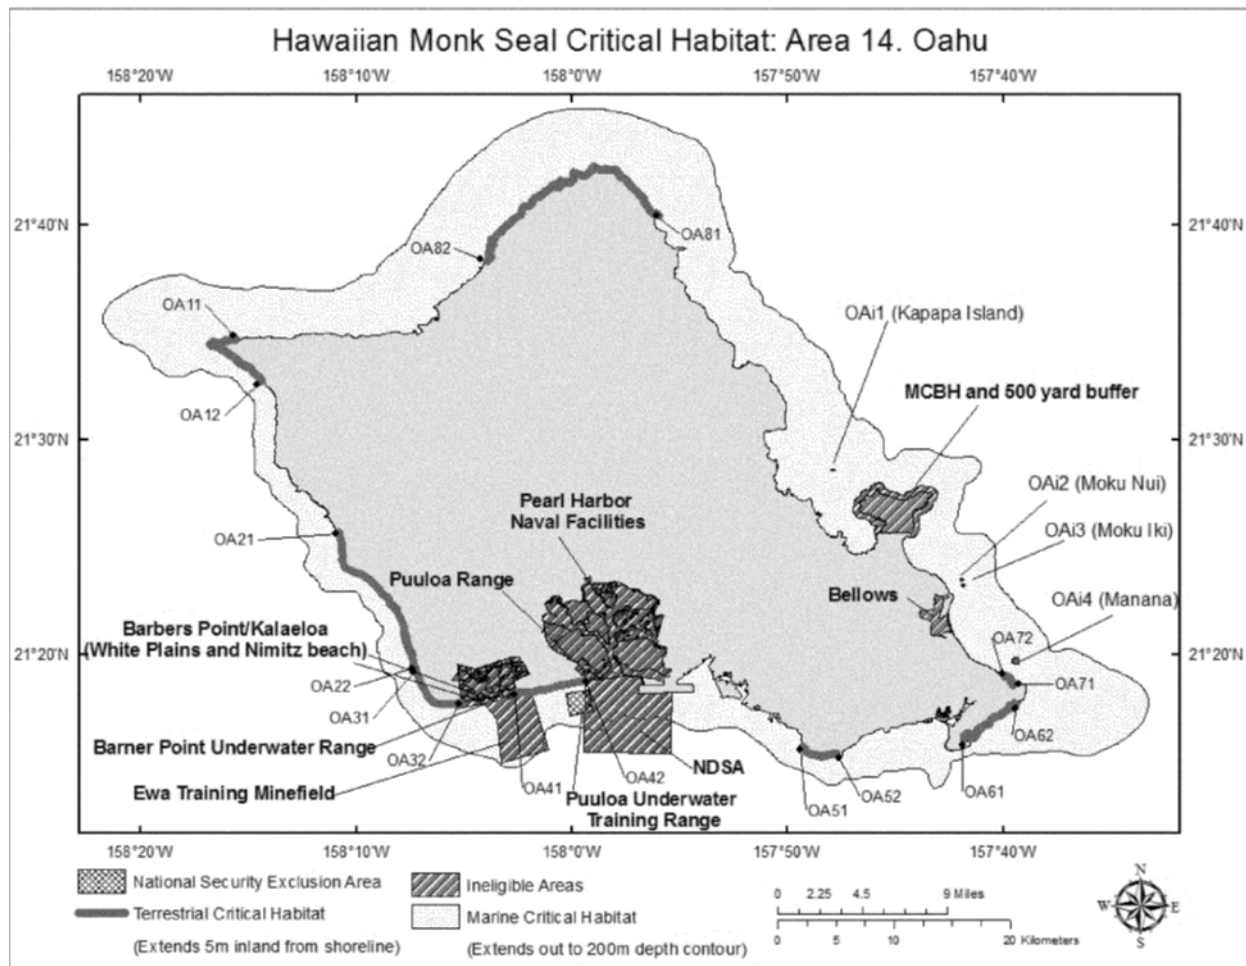 Hawaiian Monk Seal Critical Habitat: Area 14. Oahu
158°20'W 158°10'W 158°0'W 157°50'W 157°40'W
21°40'N 21°40'N
OA81
OA82
OA11
OAi1 (Kapapa Island)
MCBH and 500 yard buffer
OA12
21°30'N 21°30'N
OAi2 (Moku Nui)
Pearl Harbor
Naval Facilities
OAi3 (Moku Iki)
OA21
Puuloa Range
Bellows
OAi4 (Manana)
Barbers Point/Kalaeloa
(White Plains and Nimitz beach)
OA72
21°20'N 21°20'N
OA22
OA71
OA31
OA62
Barner Point Underwater Range
OA32
NDSA
OA42
Ewa Training Minefield
OA41
OA61
OA52
OA51
Puuloa Underwater
Training Range
158°20'W 158°10'W 158°0'W 157°50'W 157°40'W
National Security Exclusion Area
Ineligible Areas
Terrestrial Critical Habitat
(Extends 5m inland from shoreline)
Marine Critical Habitat
(Extends out to 200m depth contour)
0 2.25 4.5 9 Miles
0 5 10 20 Kilometers
N
W E
S